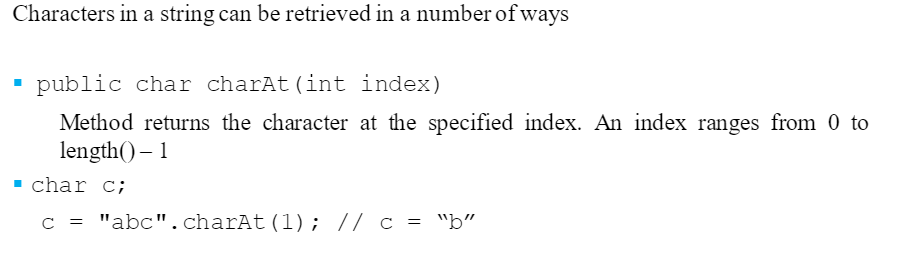 Characters in a string can be retrieved in a number of ways
▪ public char charAt(int index)
Method returns the character at the specified index. An index ranges from 0 to
length() – 1
▪ char c;
c = "abc".charAt(1); // c = “b”